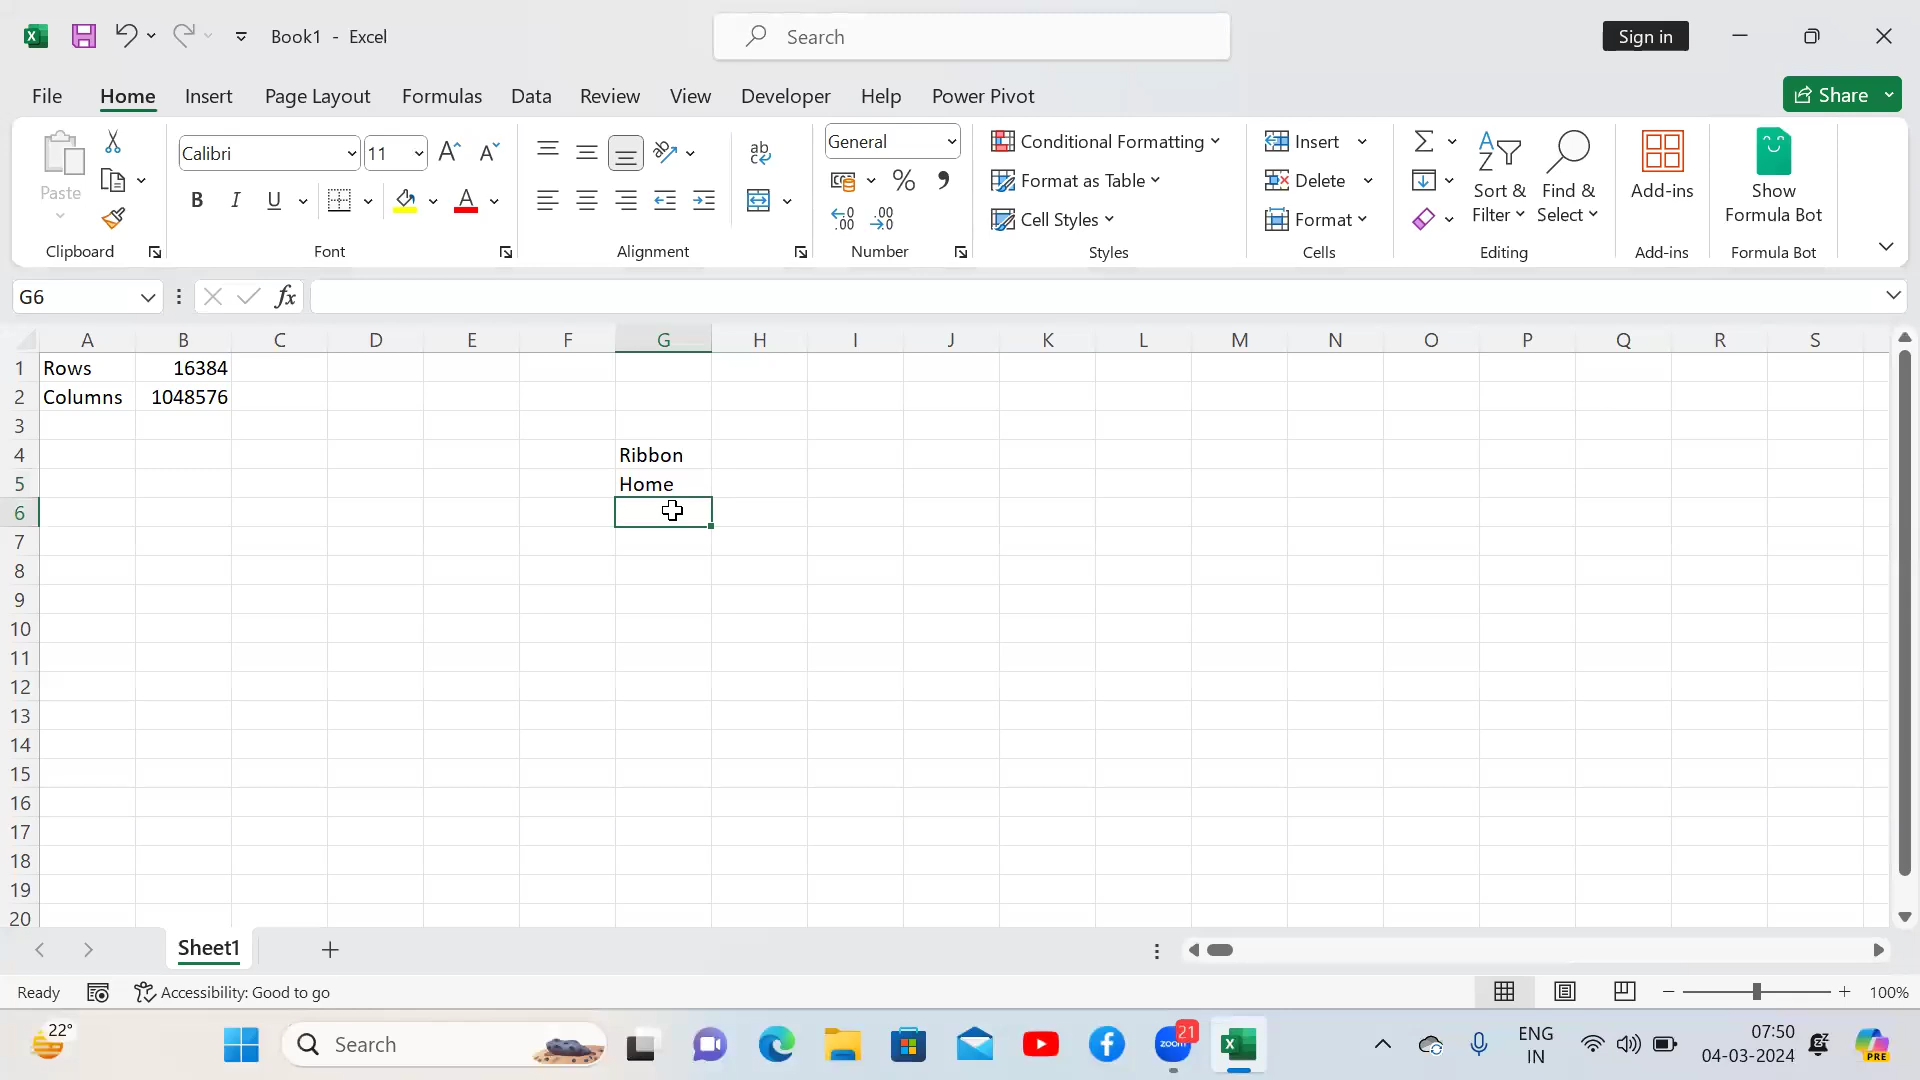 Book1 - Excel
Search
Sign in
File Home Insert Page Layout Formulas Data Review View Developer Help Power Pivot
Share
Paste
Clipboard
Calibri 11
B I U
Font
ab
Alignment
General
Number
Conditional Formatting
Format as Table
Cell Styles
Styles
Insert
Delete
Format
Cells
Sort & Filter
Find & Select
Editing
Add-ins
Add-ins
Show Formula Bot
Formula Bot
G6
fx
A B C D E F G H I J K L M N O P Q R S
1 Rows 16384
2 Columns 1048576
3
4 Ribbon
5 Home
6
7
8
9
10
11
12
13
14
15
16
17
18
19
20
Sheet1
Ready
Accessibility: Good to go
100%
22°
Search
zoom 21
ENG
IN
07:50
04-03-2024
PRE